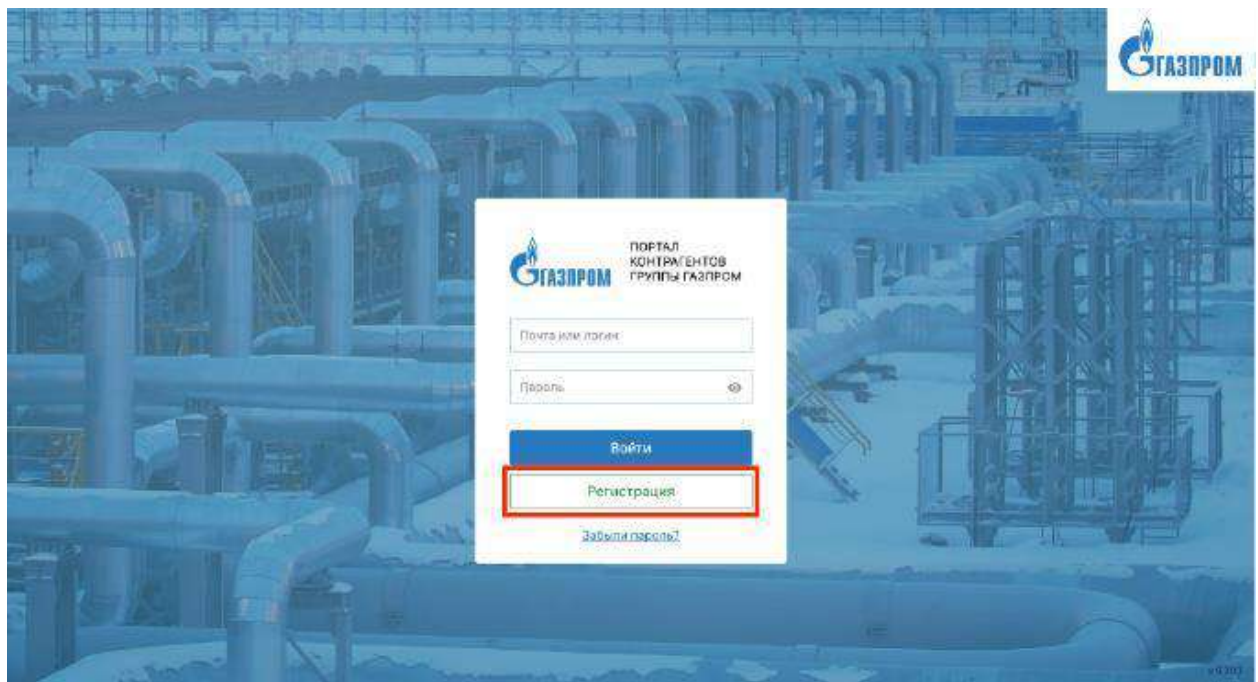 ГАЗПРОМ
ГАЗПРОМ
ПОРТАЛ
КОНТРАГЕНТОВ
ГРУППЫ ГАЗПРОМ
Почта или логин
Пароль
Войти
Регистрация
Забыли пароль?